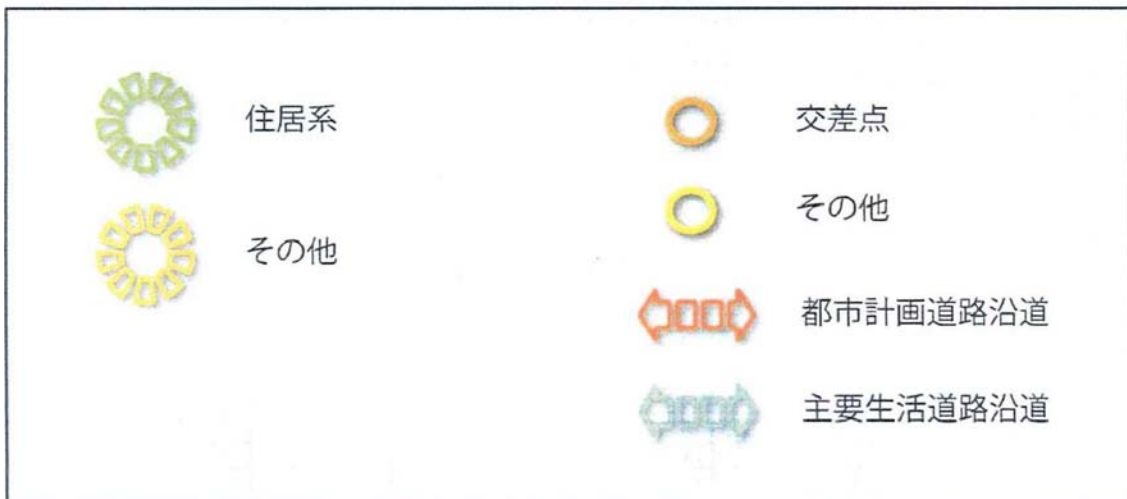 住居系
その他
交差点
その他
都市計画道路沿道
主要生活道路沿道